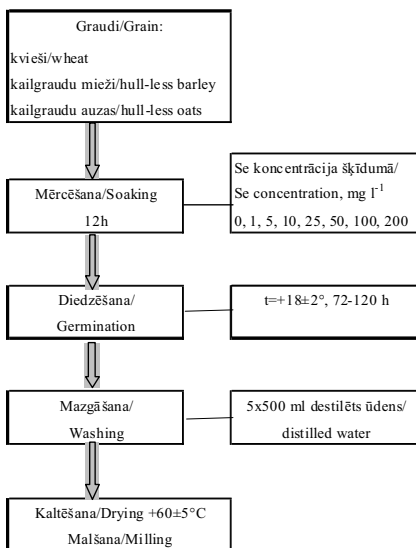 Graudi/Grain:
kvieši/wheat
kailgraudu mieži/hull-less barley
kailgraudu auzas/hull-less oats
Mērcēšana/Soaking
12h
Se koncentrācija šķīdumā/
Se concentration, mg l⁻¹
0, 1, 5, 10, 25, 50, 100, 200
Diedzēšana/
Germination
t=+18±2°, 72-120 h
Mazgāšana/
Washing
5x500 ml destilēts ūdens/
distilled water
Kaltēšana/Drying +60±5°C
Malšana/Milling